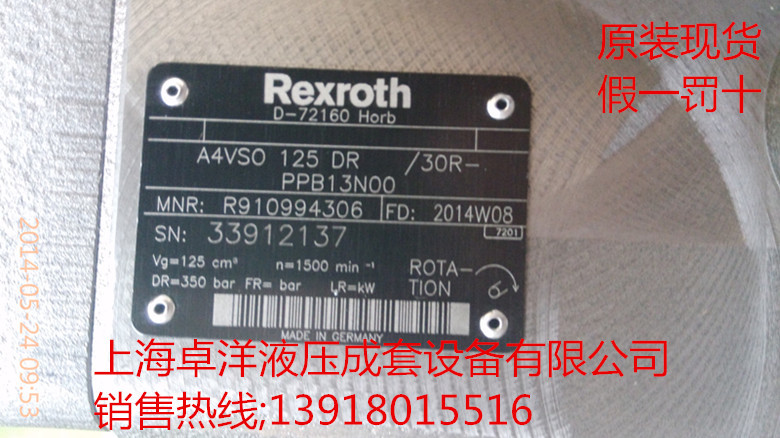 原装现货
假一罚十
Rexroth
D-72160 Horb
A4VSO 125 DR /30R-
PPB13N00
MNR: R910994306 FD: 2014W08
SN: 33912137 7201
Vg=125 cm³ n=1500 min⁻¹ ROTA-
DR=350 bar FR= bar LR=kW TION
MADE IN GERMANY
2014-05-24 09:53
上海卓洋液压成套设备有限公司
销售热线;13918015516